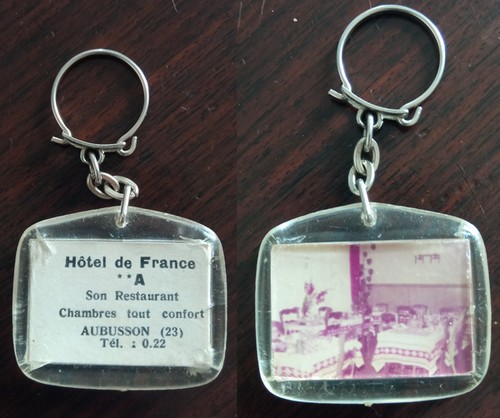 Hôtel de France
**A
Son Restaurant
Chambres tout confort
AUBUSSON (23)
Tél. : 0.22